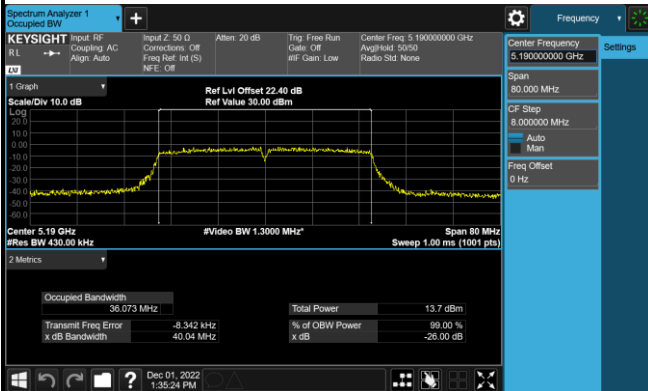 Spectrum Analyzer 1
Occupied BW
+
Frequency
KEYSIGHT
RL
LXI
Input: RF
Coupling: AC
Align: Auto
Input Z: 50 Ω
Corrections: Off
Freq Ref: Int (S)
NFE: Off
Atten: 20 dB
Trig: Free Run
Gate: Off
#IF Gain: Low
Center Freq: 5.190000000 GHz
Avg|Hold: 50/50
Radio Std: None
Center Frequency
5.190000000 GHz
Settings
Span
80.000 MHz
CF Step
8.000000 MHz
Auto
Man
Freq Offset
0 Hz
1 Graph
Scale/Div 10.0 dB
Ref Lvl Offset 22.40 dB
Ref Value 30.00 dBm
Log
20.0
10.0
0.00
-10.0
-20.0
-30.0
-40.0
-50.0
-60.0
Center 5.19 GHz
#Video BW 1.3000 MHz*
Span 80 MHz
#Res BW 430.00 kHz
Sweep 1.00 ms (1001 pts)
2 Metrics
Occupied Bandwidth
36.073 MHz
Total Power 13.7 dBm
Transmit Freq Error -8.342 kHz
% of OBW Power 99.00 %
x dB Bandwidth 40.04 MHz
x dB -26.00 dB
?
Dec 01, 2022
1:35:24 PM